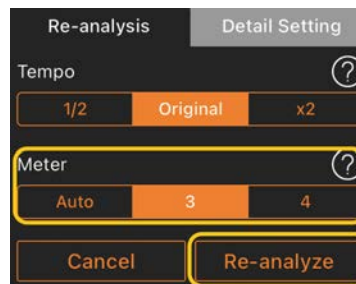 Re-analysis Detail Setting
Tempo ?
1/2 Original x2
Meter ?
Auto 3 4
Cancel Re-analyze